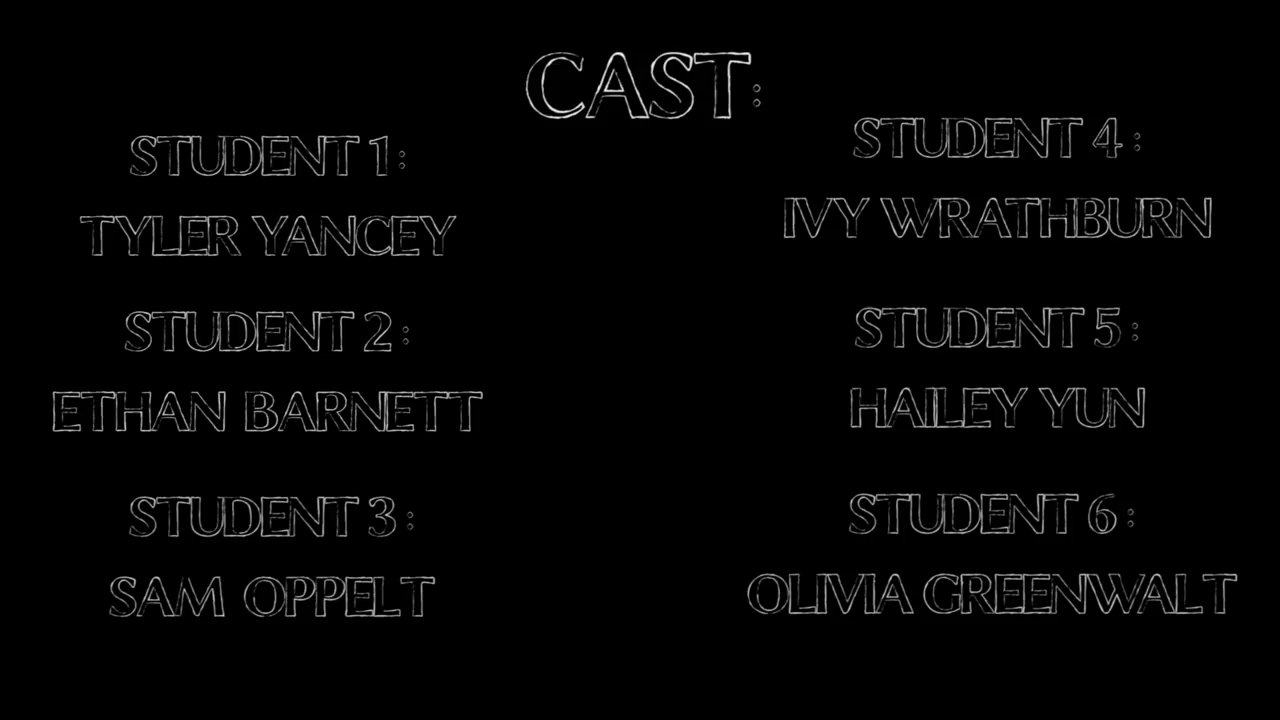 CAST:
STUDENT 1:
TYLER YANCEY
STUDENT 2:
ETHAN BARNETT
STUDENT 3:
SAM OPPELT
STUDENT 4:
IVY WRATHBURN
STUDENT 5:
HAILEY YUN
STUDENT 6:
OLIVIA GREENWALT